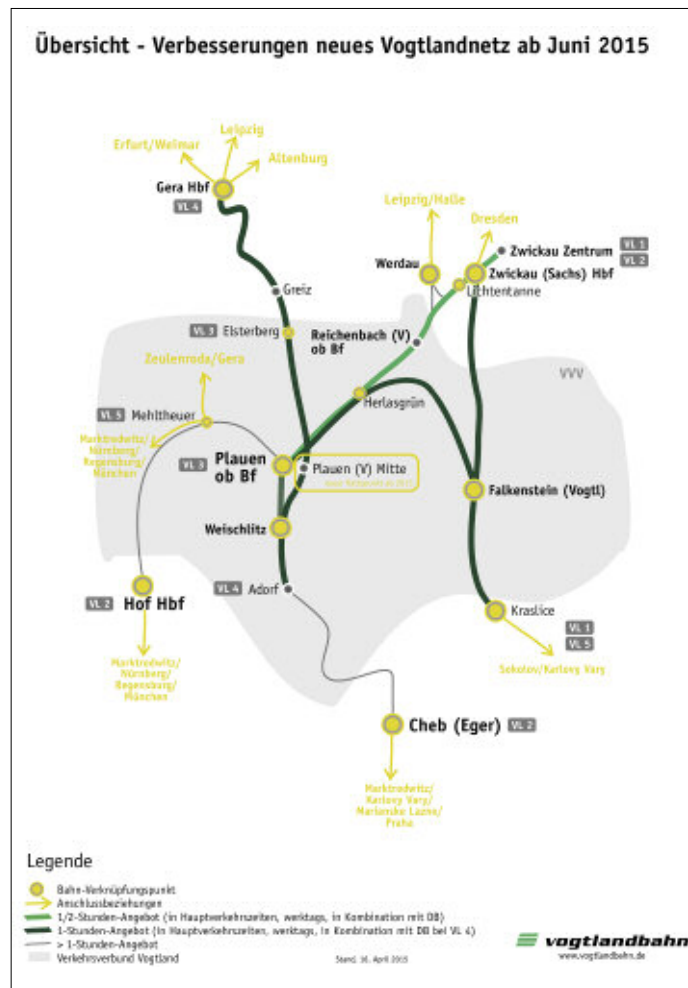 Übersicht - Verbesserungen neues Vogtlandnetz ab Juni 2015
Leipzig
Erfurt/Weimar
Altenburg
Gera Hbf
VL 4
Leipzig/Halle
Dresden
Zwickau Zentrum
VL 1
VL 2
Werdau
Zwickau (Sachs) Hbf
Lichtentanne
Greiz
VL 3
Elsterberg
Reichenbach (V)
ob Bf
Zeulenroda/Gera
VVV
Herlasgrün
VL 5
Mehltheuer
Marktredwitz/
Nürnberg/
Regensburg/
München
VL 3
Plauen
ob Bf
Plauen (V) Mitte
Falkenstein (Vogtl)
Weischlitz
VL 4
Adorf
VL 2
Hof Hbf
Kraslice
VL 1
VL 5
Marktredwitz/
Nürnberg/
Regensburg/
München
Sokolov/Karlovy Vary
Cheb (Eger)
VL 2
Marktredwitz/
Karlovy Vary/
Marianske Lazne/
Praha
Legende
Bahn-Verknüpfungspunkt
Anschlussbeziehungen
1/2-Stunden-Angebot (in Hauptverkehrszeiten, werktags, in Kombination mit DB)
1-Stunden-Angebot (in Hauptverkehrszeiten, werktags, in Kombination mit DB bei VL 4)
> 1-Stunden-Angebot
Verkehrsverbund Vogtland
Stand, 16. April 2015
vogtlandbahn
www.vogtlandbahn.de